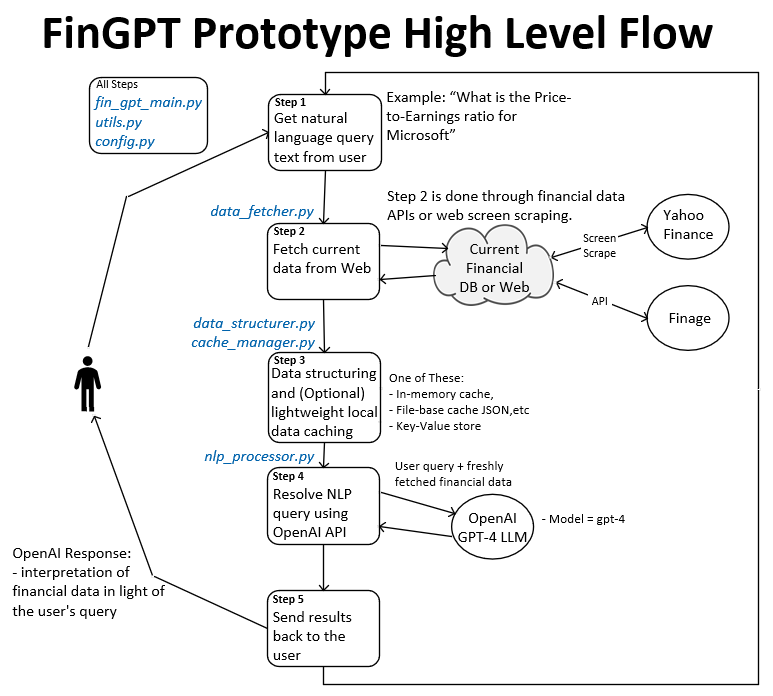 FinGPT Prototype High Level Flow
All Steps
fin_gpt_main.py
utils.py
config.py
Step 1
Get natural
language query
text from user
Example: “What is the Price-
to-Earnings ratio for
Microsoft”
data_fetcher.py
Step 2 is done through financial data
APIs or web screen scraping.
Step 2
Fetch current
data from Web
Current
Financial
DB or Web
Screen
Scrape
Yahoo
Finance
API
Finage
data_structurer.py
cache_manager.py
Step 3
Data structuring
and (Optional)
lightweight local
data caching
One of These:
- In-memory cache,
- File-base cache JSON,etc
- Key-Value store
nlp_processor.py
Step 4
Resolve NLP
query using
OpenAI API
User query + freshly
fetched financial data
OpenAI
GPT-4 LLM
- Model = gpt-4
OpenAI Response:
- interpretation of
financial data in light of
the user's query
Step 5
Send results
back to the
user